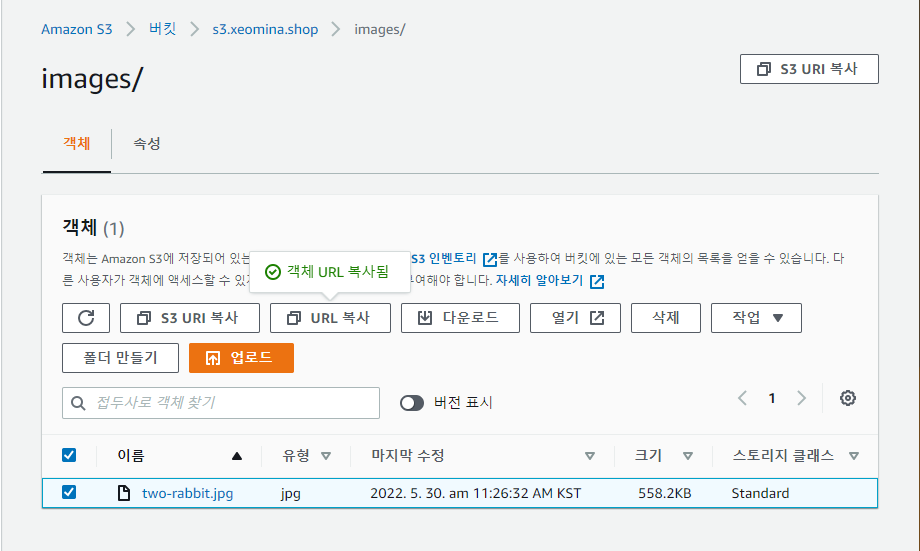 Amazon S3 > 버킷 > s3.xeomina.shop > images/
images/
S3 URI 복사
객체 속성
객체 (1)
객체는 Amazon S3에 저장되어 있는 S3 인벤토리 를 사용하여 버킷에 있는 모든 객체의 목록을 얻을 수 있습니다. 다
객체 URL 복사됨
른 사용자가 객체에 액세스할 수 있 부여해야 합니다. 자세히 알아보기
S3 URI 복사 URL 복사 다운로드 열기 삭제 작업
폴더 만들기 업로드
접두사로 객체 찾기 버전 표시 1
이름 유형 마지막 수정 크기 스토리지 클래스
two-rabbit.jpg jpg 2022. 5. 30. am 11:26:32 AM KST 558.2KB Standard